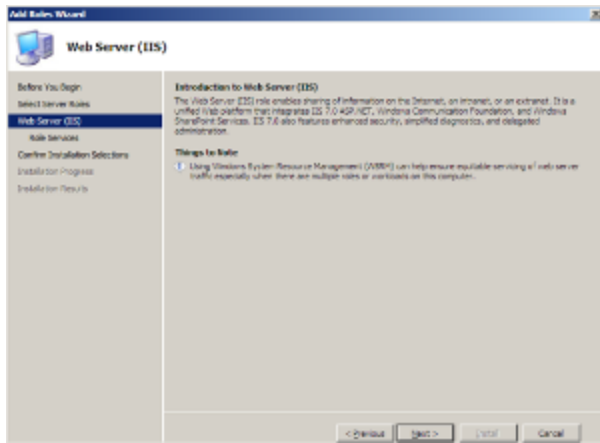 Add Roles Wizard
Web Server (IIS)
Before You Begin
Select Server Roles
Web Server (IIS)
Role Services
Confirm Installation Selections
Installation Progress
Installation Results
Introduction to Web Server (IIS)
The Web Server (IIS) role enables sharing of information on the Internet, an intranet, or an extranet. It is a
unified Web platform that integrates IIS 7.0 ASP.NET, Windows Communication Foundation, and Windows
SharePoint Services. IIS 7.0 also features enhanced security, simplified diagnostics, and delegated
administration.
Things to Note
Using Windows System Resource Management (WSRM) can help ensure equitable servicing of web server
traffic especially when there are multiple roles or workloads on this computer.
< Previous Next > Install Cancel